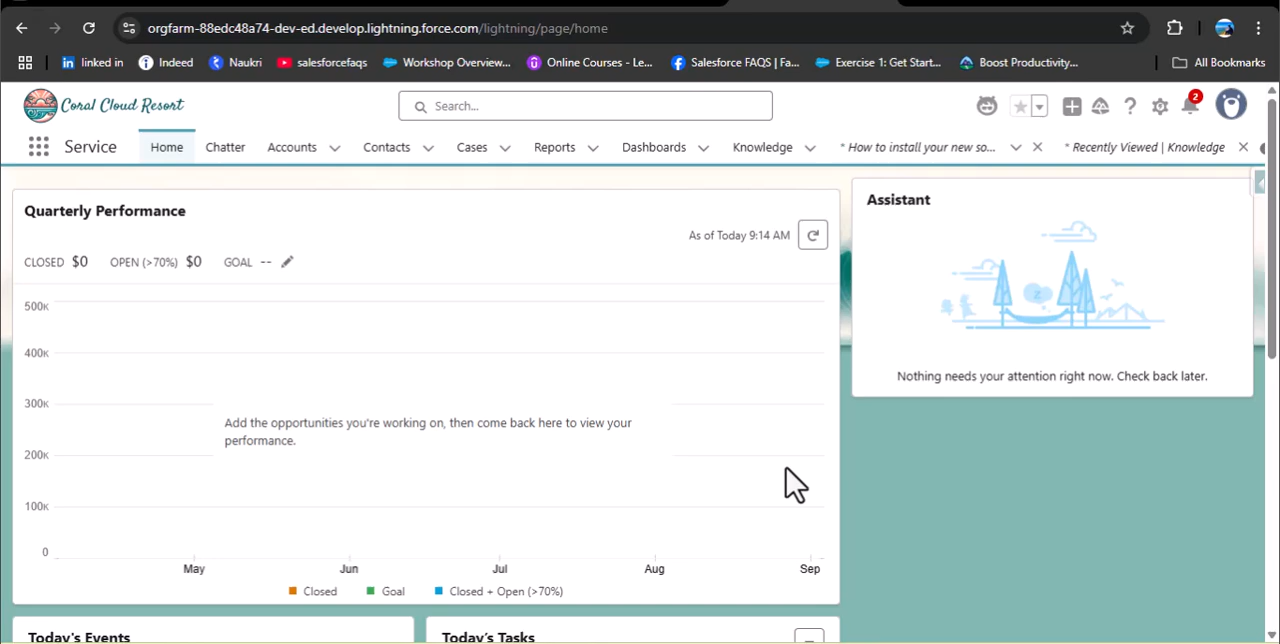 orgfarm-88edc48a74-dev-ed.develop.lightning.force.com/lightning/page/home
linked in Indeed Naukri salesforcefaqs Workshop Overview... Online Courses - Le... Salesforce FAQS | Fa... Exercise 1: Get Start... Boost Productivity... All Bookmarks
Coral Cloud Resort Search... 2
Service Home Chatter Accounts Contacts Cases Reports Dashboards Knowledge * How to install your new so... * Recently Viewed | Knowledge
Quarterly Performance
As of Today 9:14 AM
CLOSED $0 OPEN (>70%) $0 GOAL --
500K
400K
300K
200K
100K
0
Add the opportunities you're working on, then come back here to view your
performance.
May Jun Jul Aug Sep
Closed Goal Closed + Open (>70%)
Assistant
z
Nothing needs your attention right now. Check back later.
Today's Events
Today's Tasks